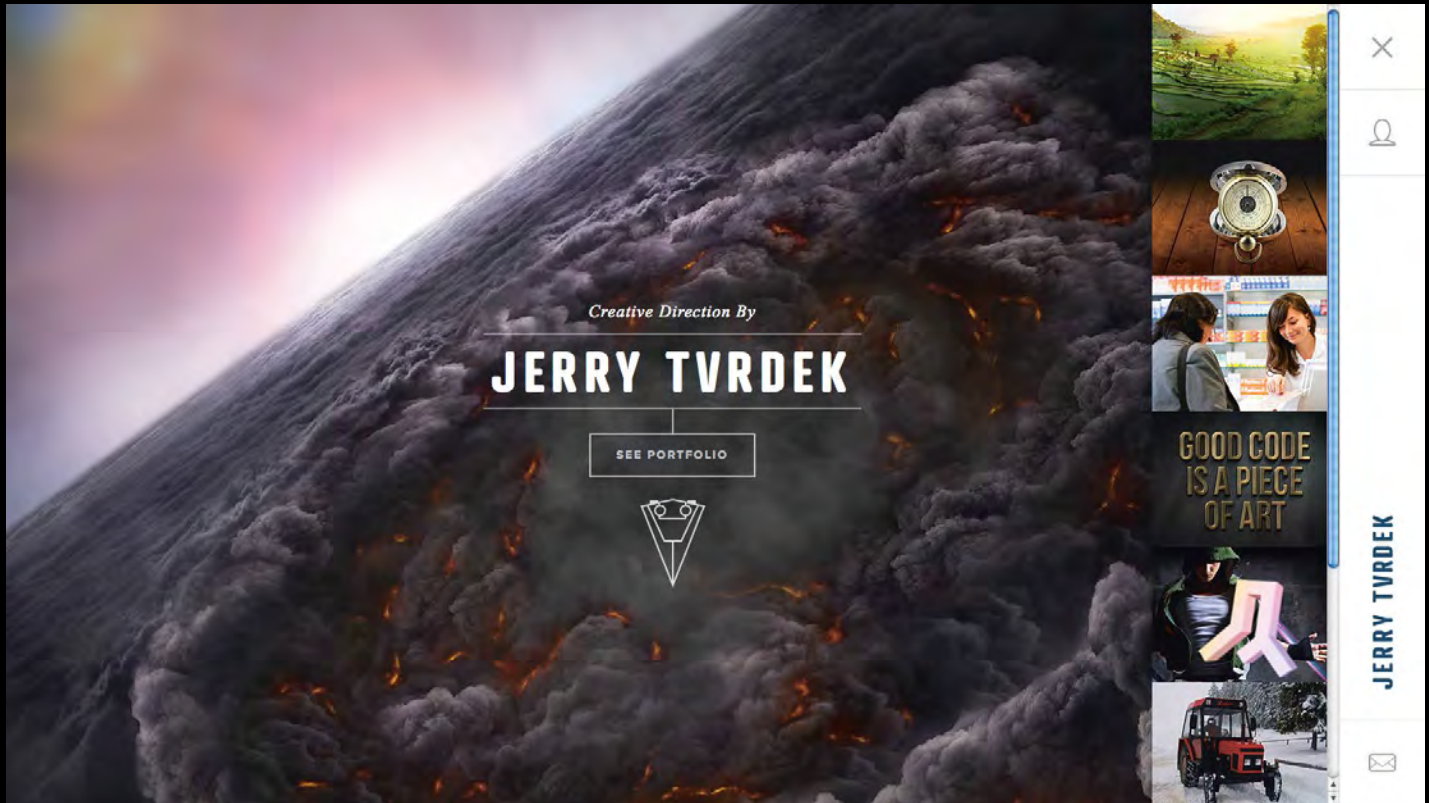 Creative Direction By
JERRY TVRDEK
SEE PORTFOLIO
GOOD CODE
IS A PIECE
OF ART
JERRY TVRDEK